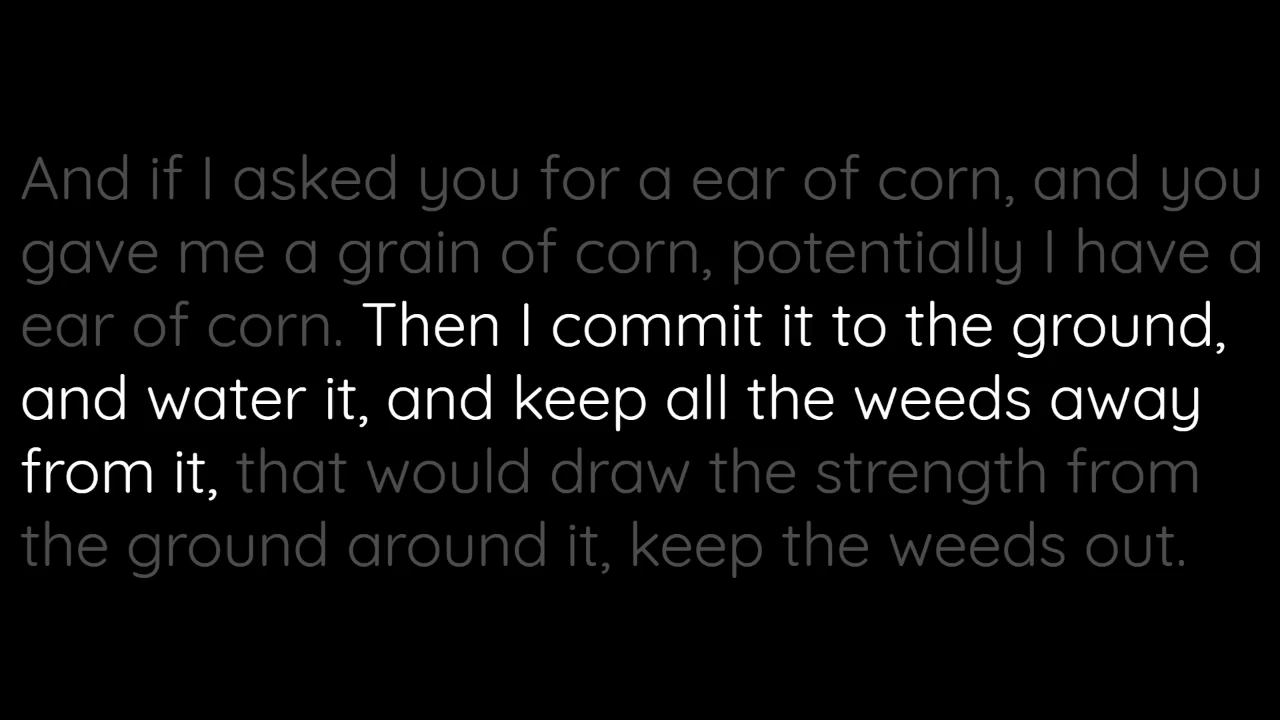 And if I asked you for a ear of corn, and you
gave me a grain of corn, potentially I have a
ear of corn. Then I commit it to the ground,
and water it, and keep all the weeds away
from it, that would draw the strength from
the ground around it, keep the weeds out.